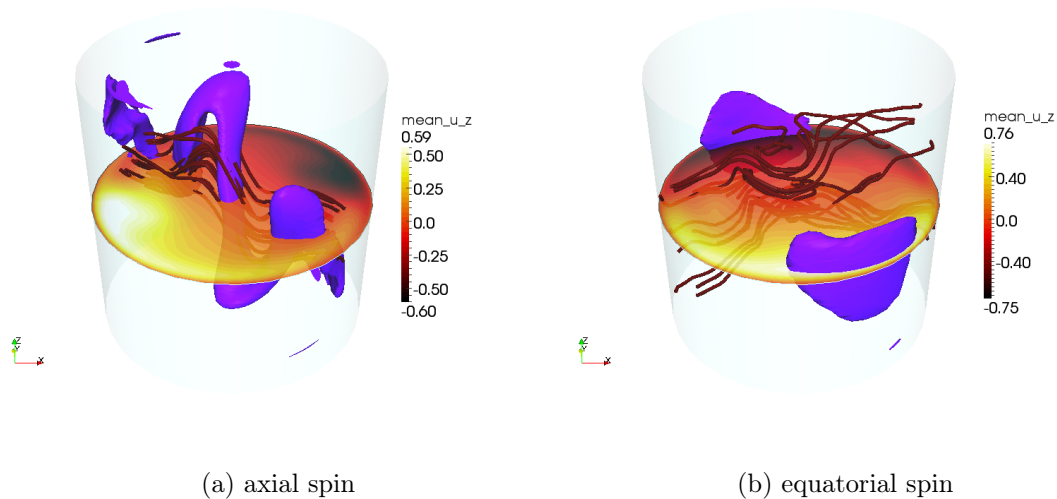 mean_u_z
0.59
0.50
0.25
0.0
-0.25
-0.50
-0.60
Z
Y
X
(a) axial spin
mean_u_z
0.76
0.40
0.0
-0.40
-0.75
Z
Y
X
(b) equatorial spin